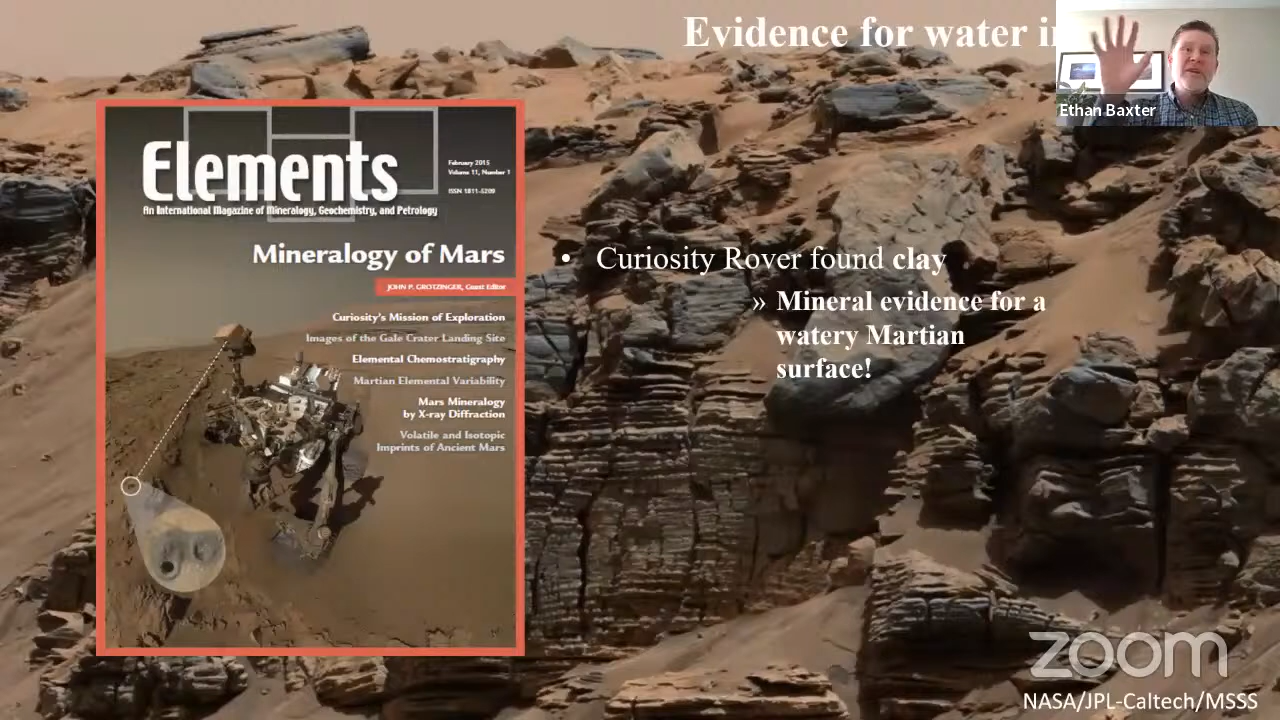 Evidence for water in
Ethan Baxter
Elements
February 2015
Volume 11, Number 1
ISSN 1811-5209
An International Magazine of Mineralogy, Geochemistry, and Petrology
Mineralogy of Mars
JOHN P. GROTZINGER, Guest Editor
Curiosity's Mission of Exploration
Images of the Gale Crater Landing Site
Elemental Chemostratigraphy
Martian Elemental Variability
Mars Mineralogy
by X-ray Diffraction
Volatile and Isotopic
Imprints of Ancient Mars
• Curiosity Rover found clay
» Mineral evidence for a
watery Martian
surface!
zoom
NASA/JPL-Caltech/MSSS